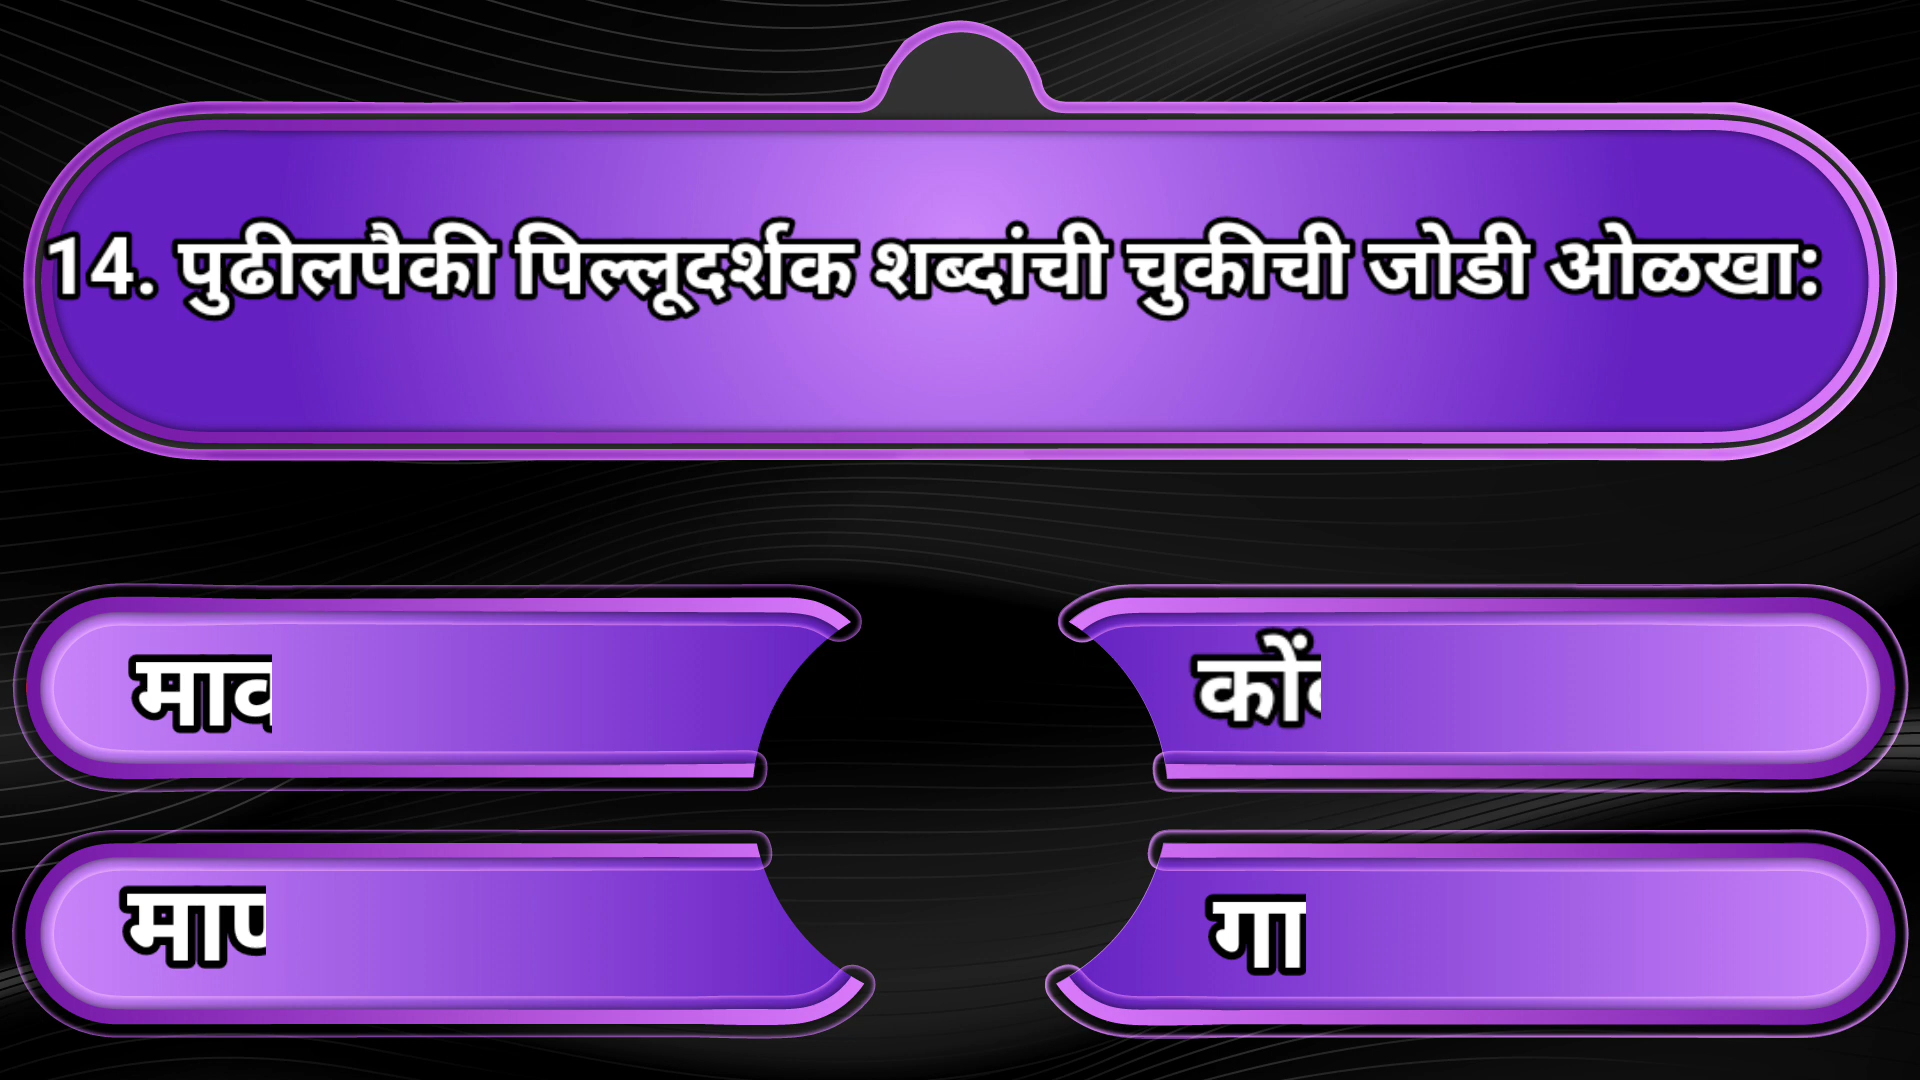 14. पुढीलपैकी पिल्लूदर्शक शब्दांची चुकीची जोडी ओळखा:
गा